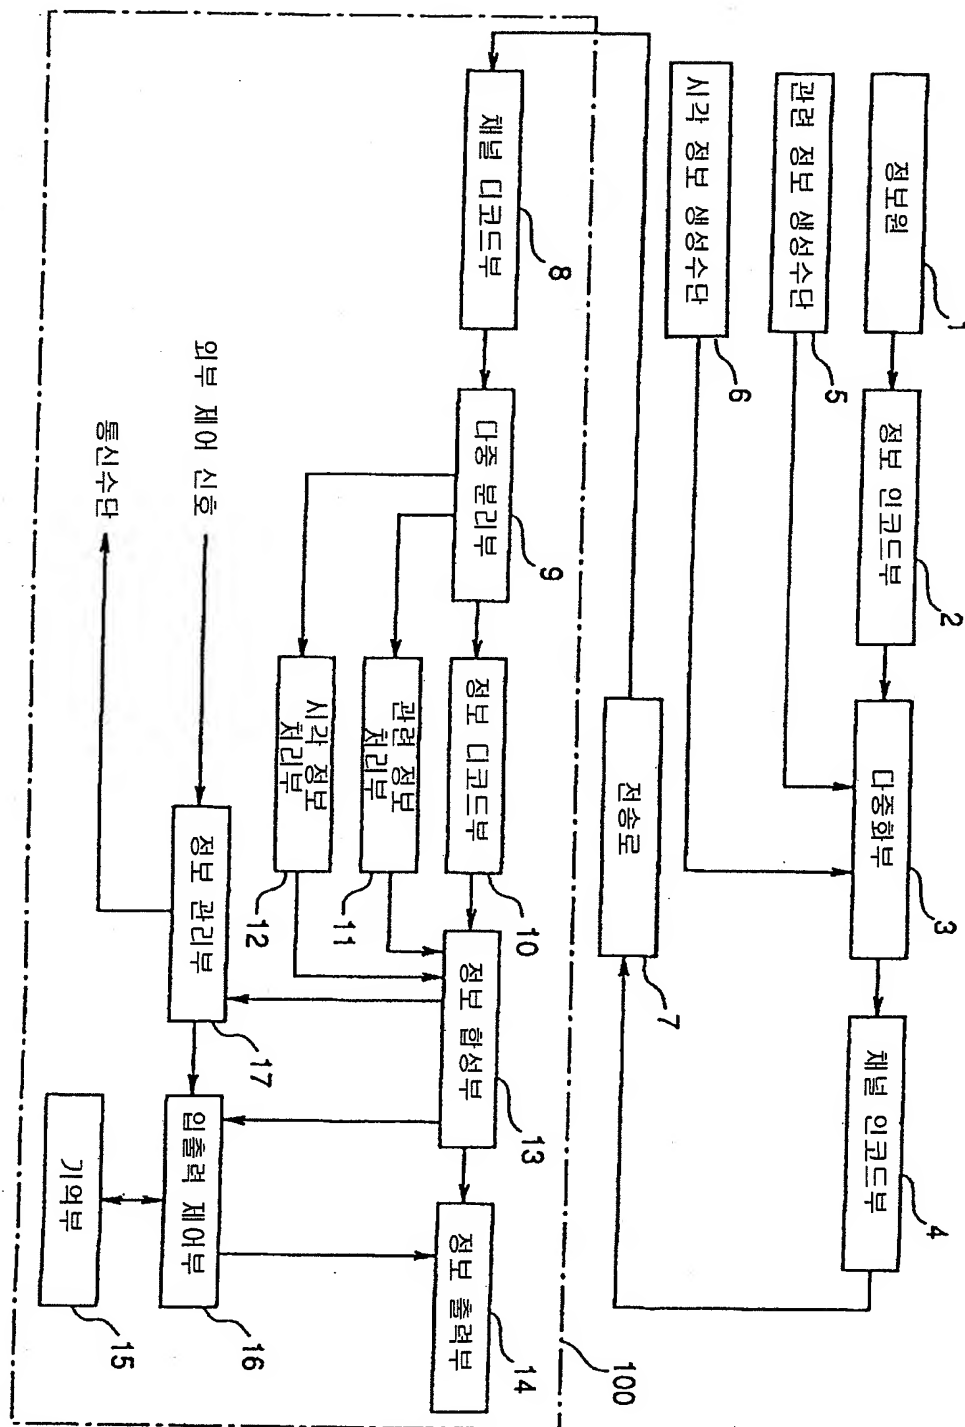 정보원
1
정보 인코드부
2
다중화부
3
채널 인코드부
4
관련 정보 생성수단
5
시각 정보 생성수단
6
전송로
7
100
채널 디코드부
8
다중 분리부
9
정보 디코드부
10
정보 합성부
13
정보 출력부
14
관련 정보
처리부
11
시각 정보
처리부
12
외부 제어 신호
정보 관리부
17
입출력 제어부
16
통신수단
기억부
15